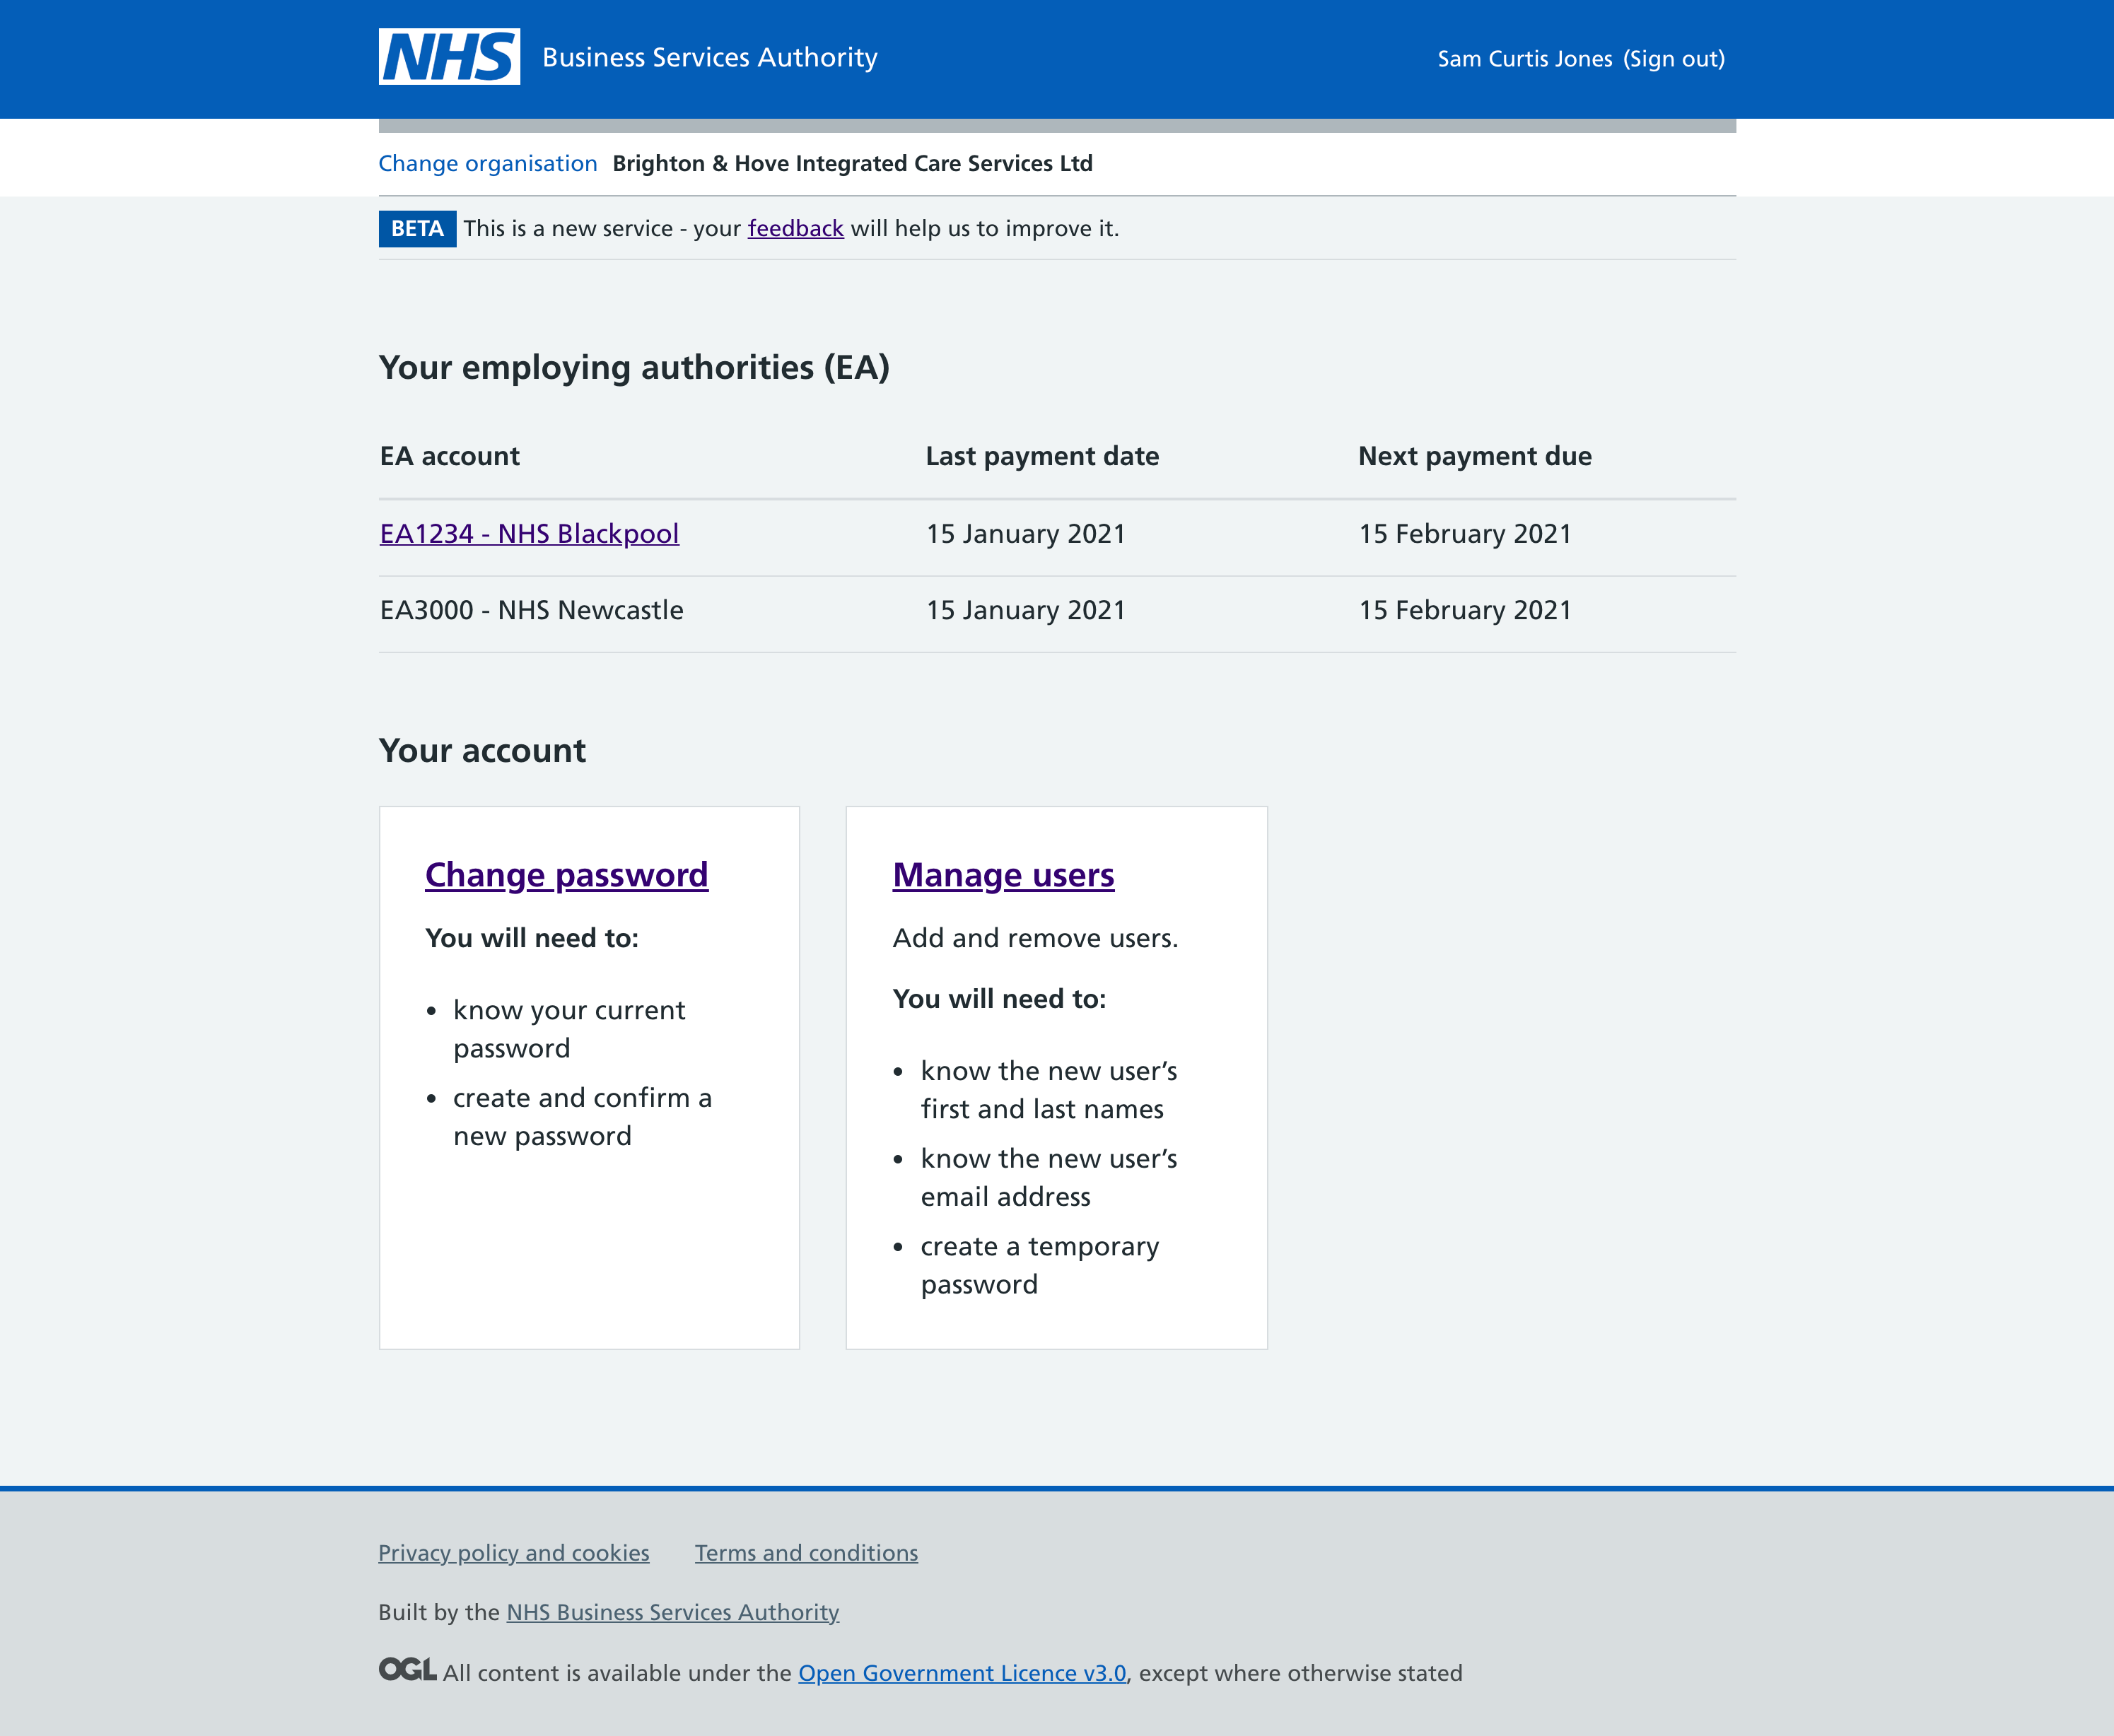 NHS Business Services Authority
Sam Curtis Jones (Sign out)
Change organisation Brighton & Hove Integrated Care Services Ltd
BETA This is a new service - your feedback will help us to improve it.
Your employing authorities (EA)
EA account Last payment date Next payment due
EA1234 - NHS Blackpool 15 January 2021 15 February 2021
EA3000 - NHS Newcastle 15 January 2021 15 February 2021
Your account
Change password
You will need to:
• know your current
password
• create and confirm a
new password
Manage users
Add and remove users.
You will need to:
• know the new user’s
first and last names
• know the new user’s
email address
• create a temporary
password
Privacy policy and cookies Terms and conditions
Built by the NHS Business Services Authority
OGL All content is available under the Open Government Licence v3.0, except where otherwise stated